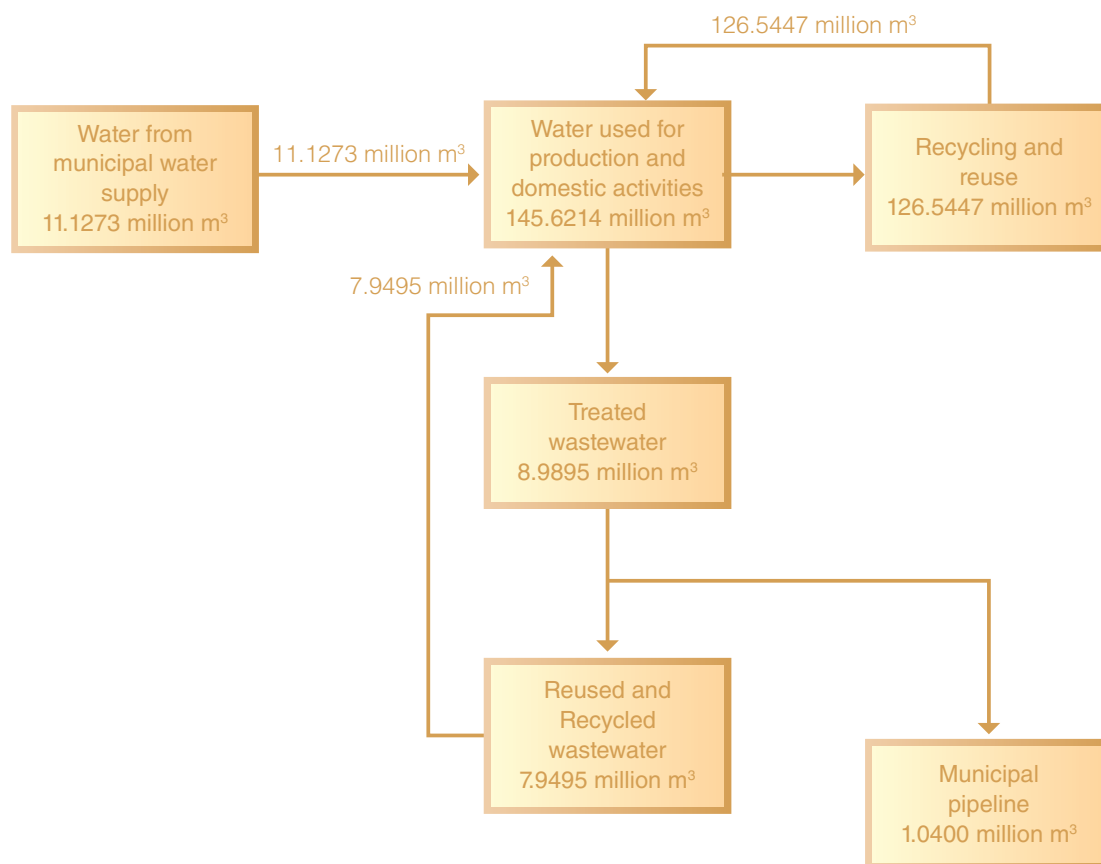 126.5447 million m³
Water from
municipal water
supply
11.1273 million m³
11.1273 million m³
Water used for
production and
domestic activities
145.6214 million m³
Recycling and
reuse
126.5447 million m³
7.9495 million m³
Treated
wastewater
8.9895 million m³
Reused and
Recycled
wastewater
7.9495 million m³
Municipal
pipeline
1.0400 million m³